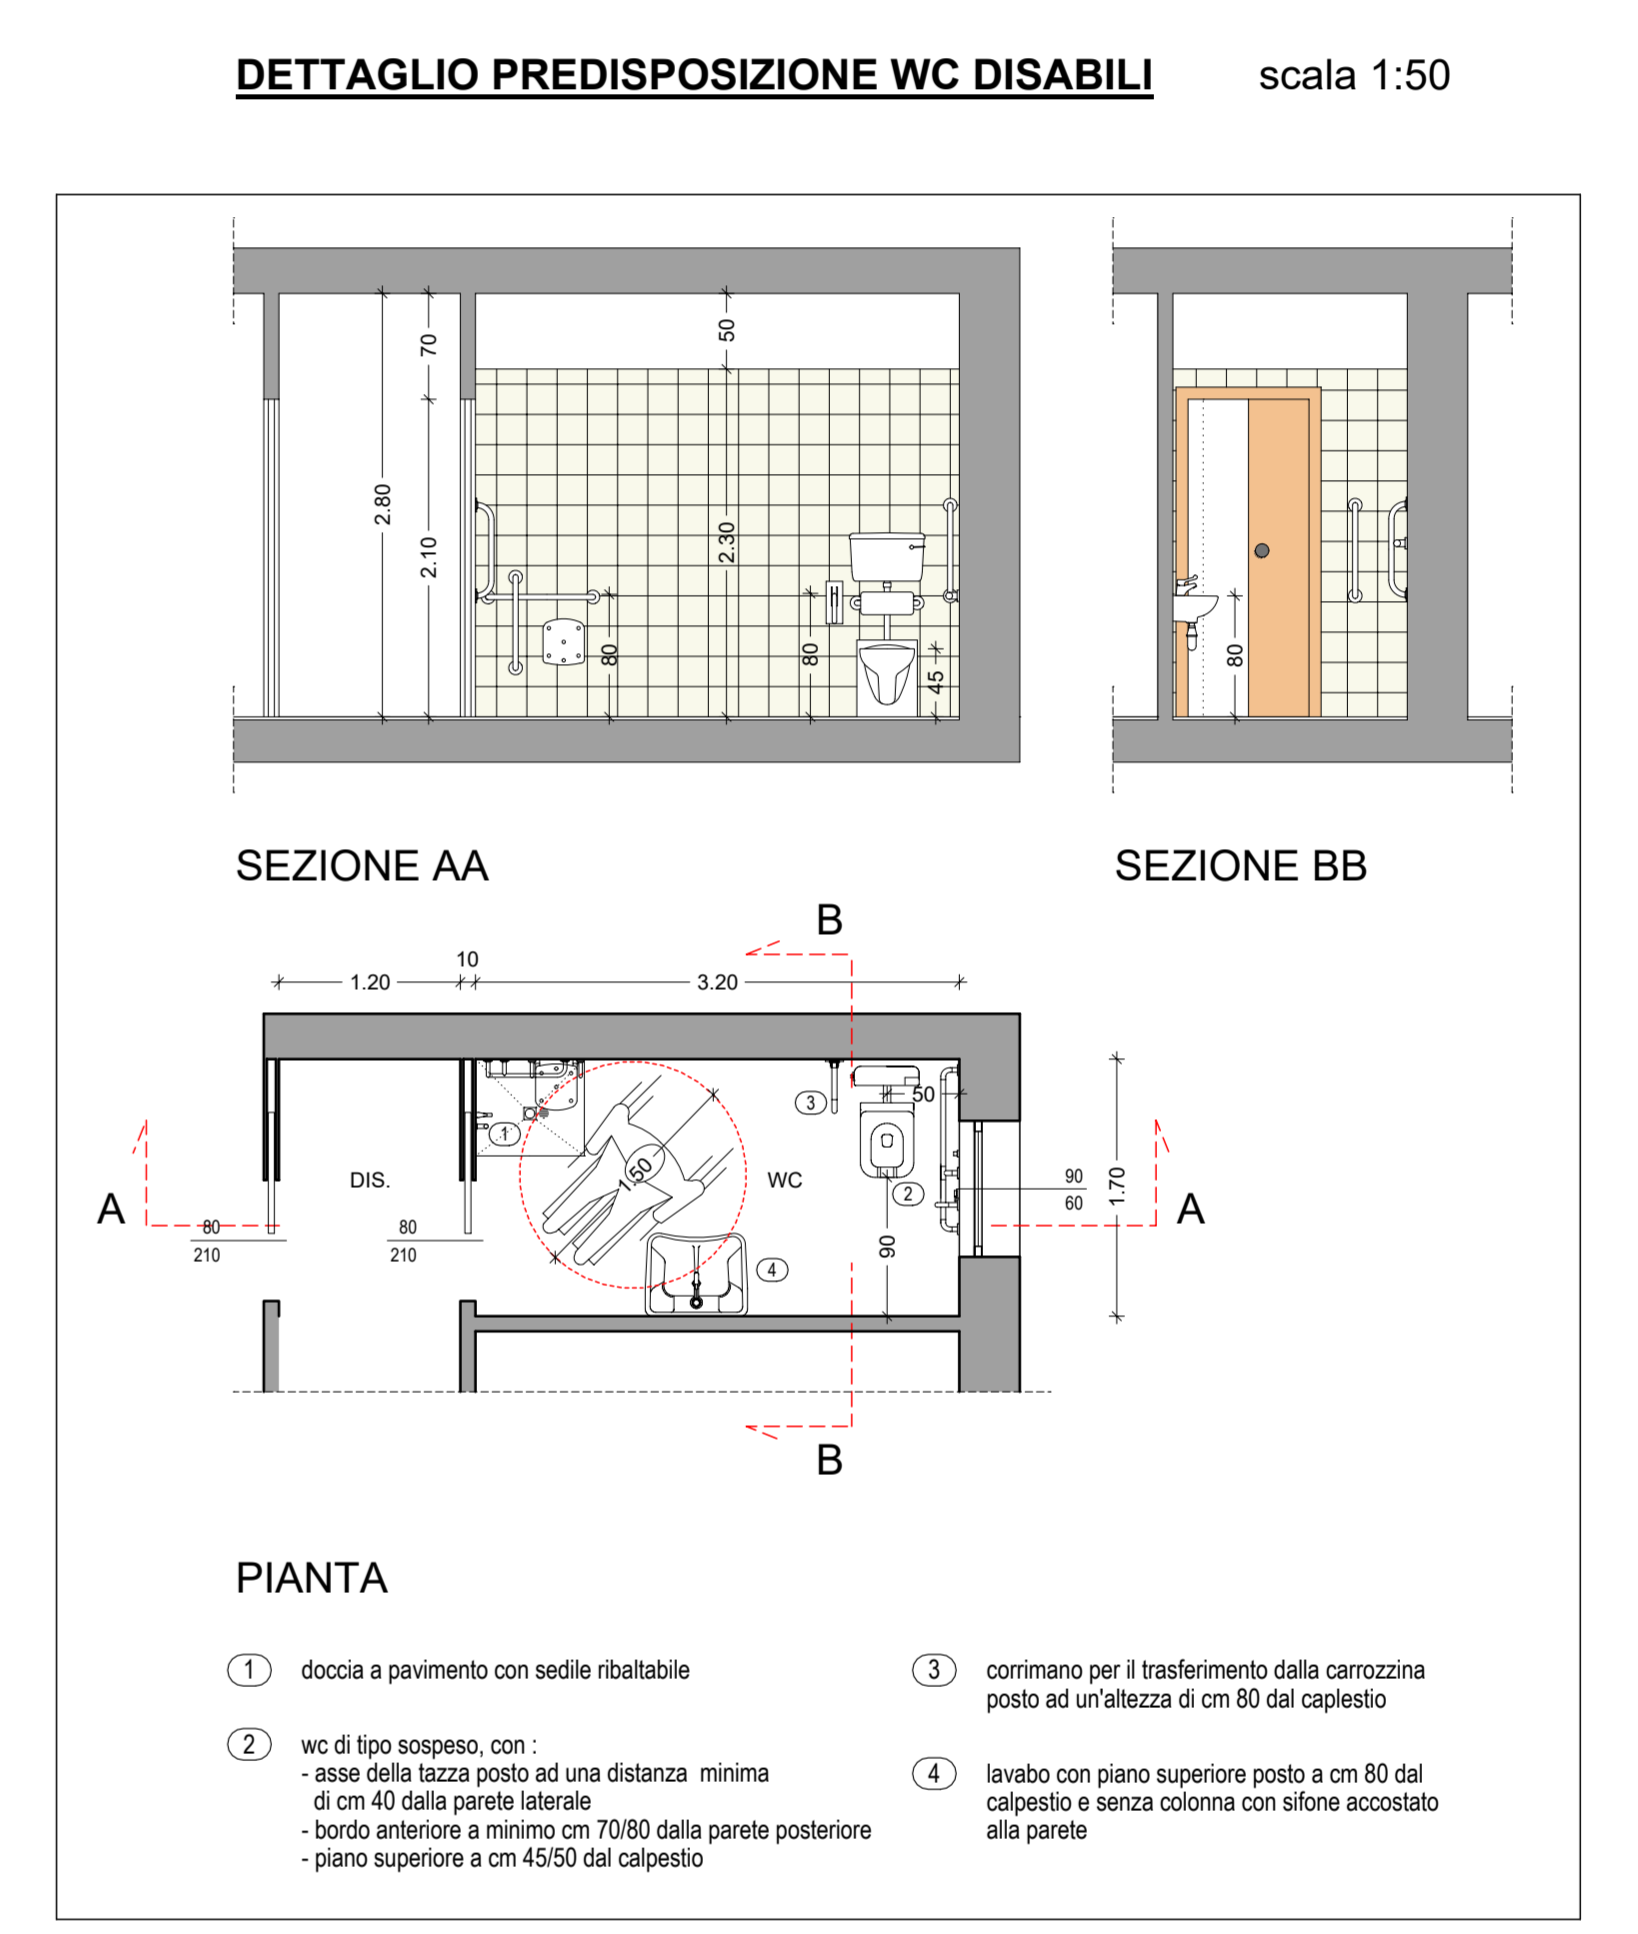 DETTAGLIO PREDISPOSIZIONE WC DISABILI scala 1:50
70
50
2.80
2.10
2.30
80
80
45
80
SEZIONE AA
SEZIONE BB
B
10
1.20
3.20
50
3
1
1.50
DIS.
WC
2
90
60
1.70
A
A
80
210
80
210
90
4
B
PIANTA
1 doccia a pavimento con sedile ribaltabile
2 wc di tipo sospeso, con :
- asse della tazza posto ad una distanza minima
di cm 40 dalla parete laterale
- bordo anteriore a minimo cm 70/80 dalla parete posteriore
- piano superiore a cm 45/50 dal calpestio
3 corrimano per il trasferimento dalla carrozzina
posto ad un'altezza di cm 80 dal caplestio
4 lavabo con piano superiore posto a cm 80 dal
calpestio e senza colonna con sifone accostato
alla parete